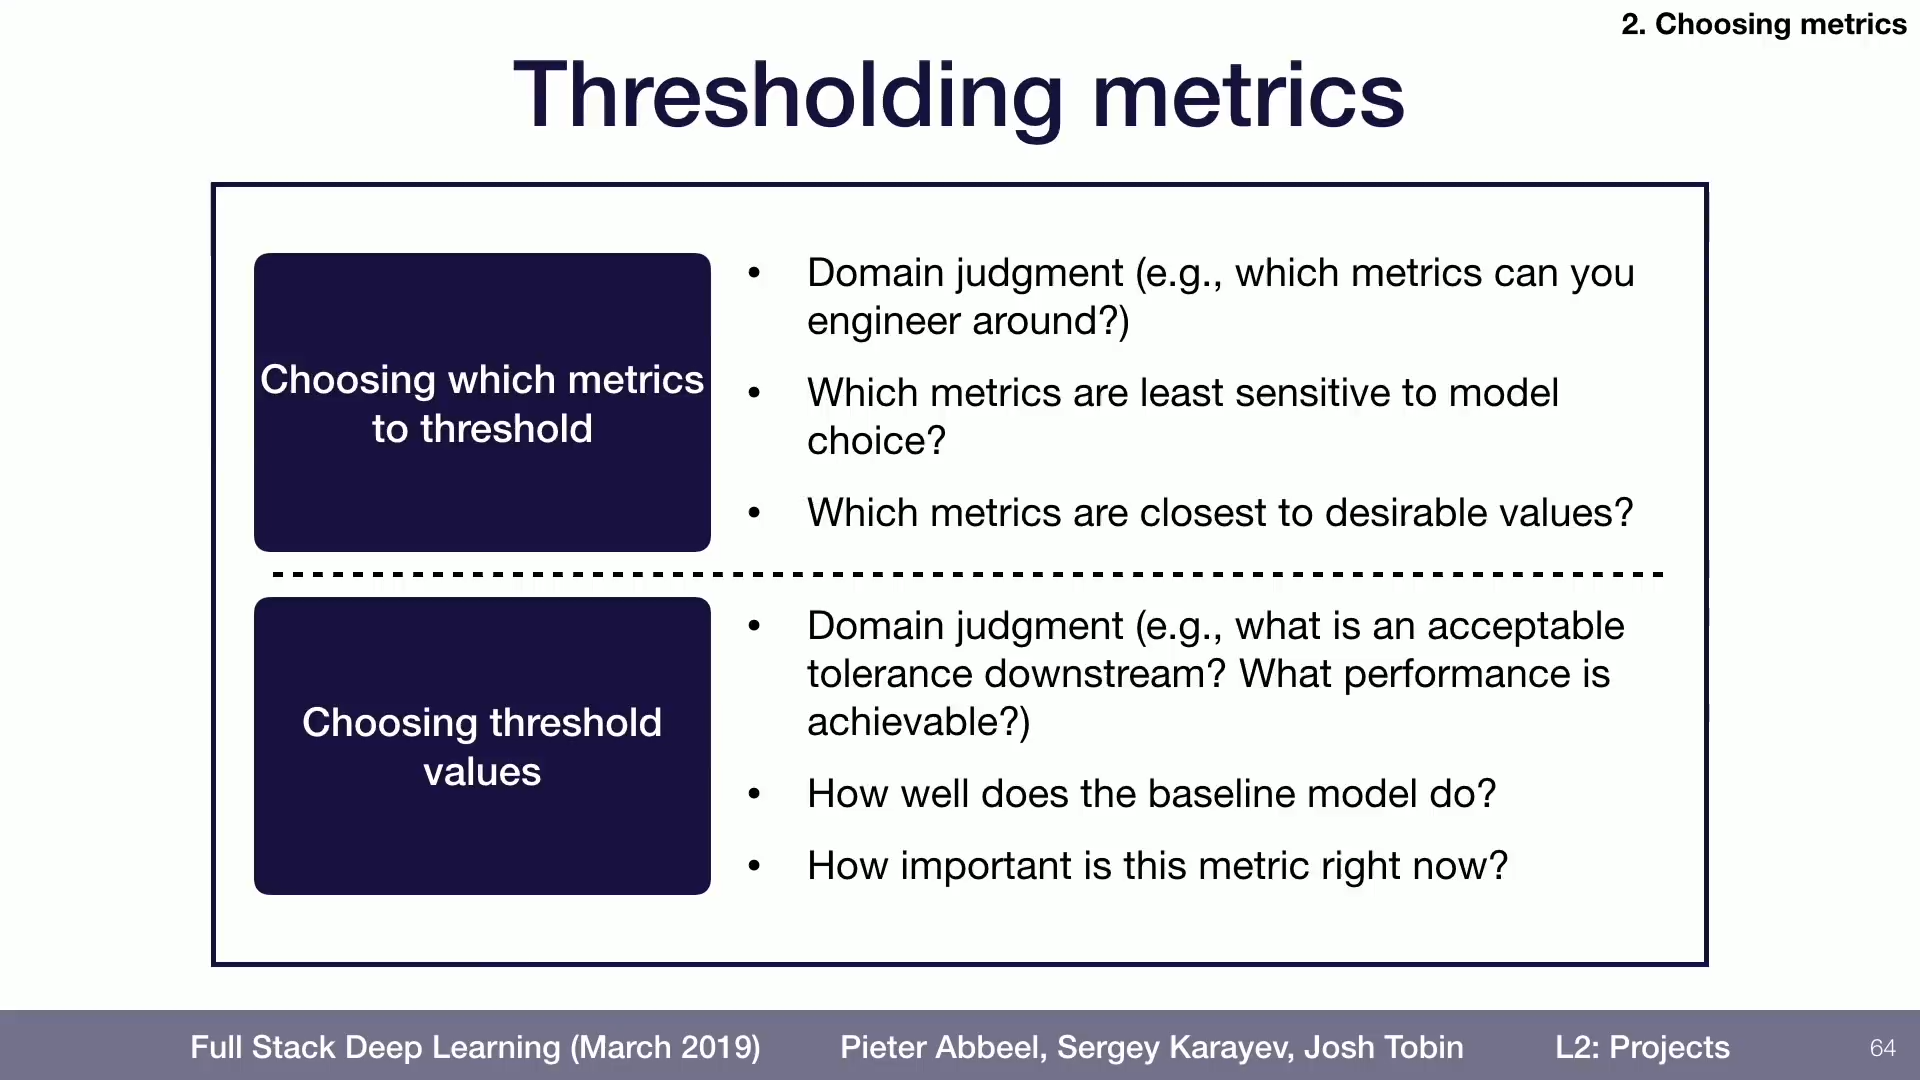 2. Choosing metrics
Thresholding metrics
Choosing which metrics
to threshold
• Domain judgment (e.g., which metrics can you
engineer around?)
• Which metrics are least sensitive to model
choice?
• Which metrics are closest to desirable values?
Choosing threshold
values
• Domain judgment (e.g., what is an acceptable
tolerance downstream? What performance is
achievable?)
• How well does the baseline model do?
• How important is this metric right now?
Full Stack Deep Learning (March 2019) Pieter Abbeel, Sergey Karayev, Josh Tobin L2: Projects 64